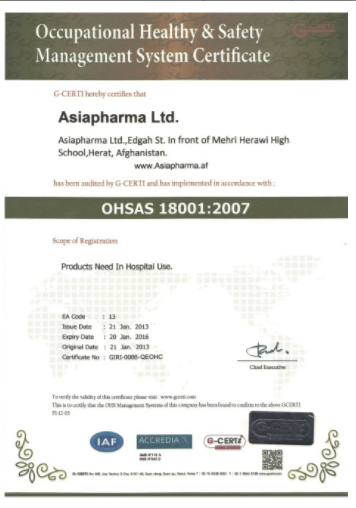 Occupational Healthy & Safety
Management System Certificate
G-CERTI hereby certifies that
Asiapharma Ltd.
Asiapharma Ltd.,Edgah St. In front of Mehri Herawi High
School,Herat, Afghanistan.
www.Asiapharma.af
has been audited by G-CERTI and has implemented in accordance with ;
OHSAS 18001:2007
Scope of Registration
Products Need In Hospital Use.
EA Code : 13
Issue Date : 21 Jan. 2013
Expiry Date : 20 Jan. 2016
Original Date : 21 Jan. 2013
Certificate No : GIRI-0066-QEOHC
Chief Executive
To verify the validity of this certificate please visit www.gcerti.com
This is to certify that the OHS Management Systems of this company has been found to conform to the above GCERTI
PI-12-03
IAF
ACCREDIA
G-CERTI